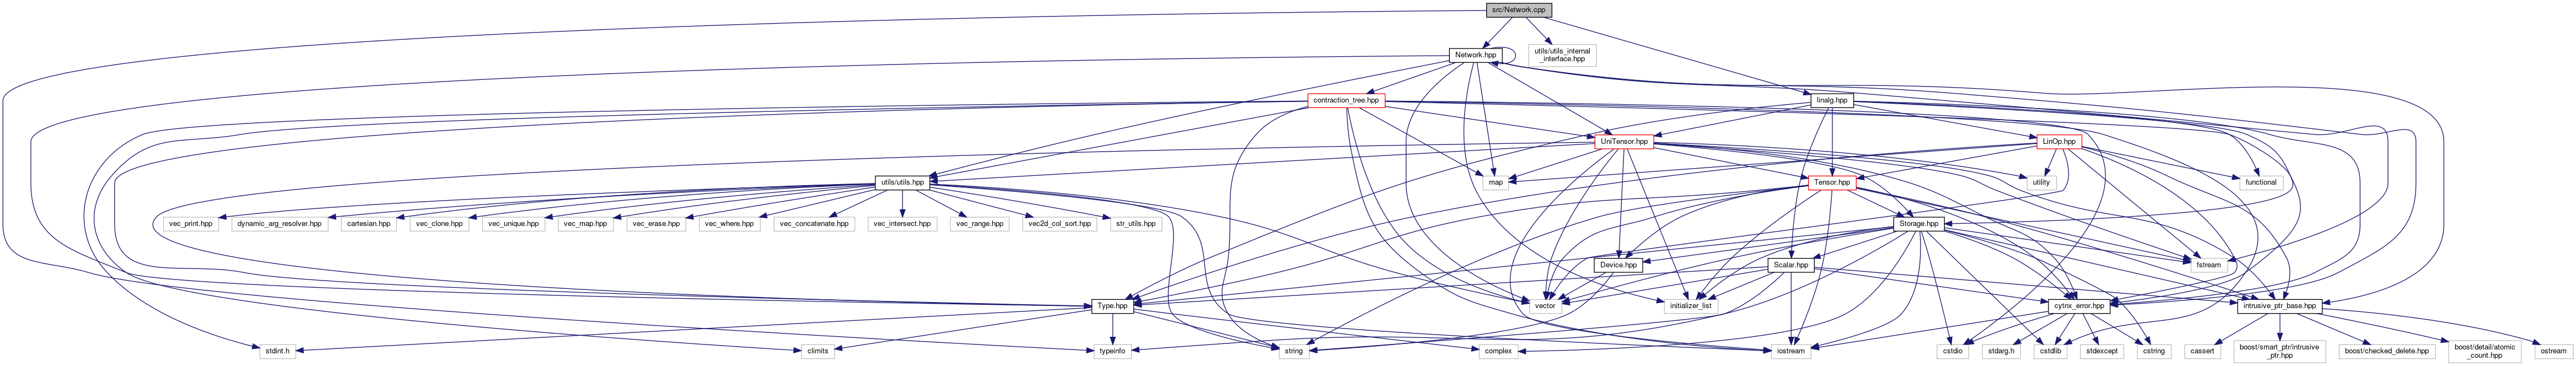 src/Network.cpp
Network.hpp
utils/utils_internal
_interface.hpp
contraction_tree.hpp
linalg.hpp
UniTensor.hpp
LinOp.hpp
utils/utils.hpp
map
Tensor.hpp
utility
functional
vec_print.hpp
dynamic_arg_resolver.hpp
cartesian.hpp
vec_clone.hpp
vec_unique.hpp
vec_map.hpp
vec_erase.hpp
vec_where.hpp
vec_concatenate.hpp
vec_intersect.hpp
vec_range.hpp
vec2d_col_sort.hpp
str_utils.hpp
Storage.hpp
Device.hpp
Scalar.hpp
fstream
Type.hpp
vector
initializer_list
cytnx_error.hpp
intrusive_ptr_base.hpp
stdint.h
climits
typeinfo
string
complex
iostream
cstdio
stdarg.h
cstdlib
stdexcept
cstring
cassert
boost/smart_ptr/intrusive
_ptr.hpp
boost/checked_delete.hpp
boost/detail/atomic
_count.hpp
ostream